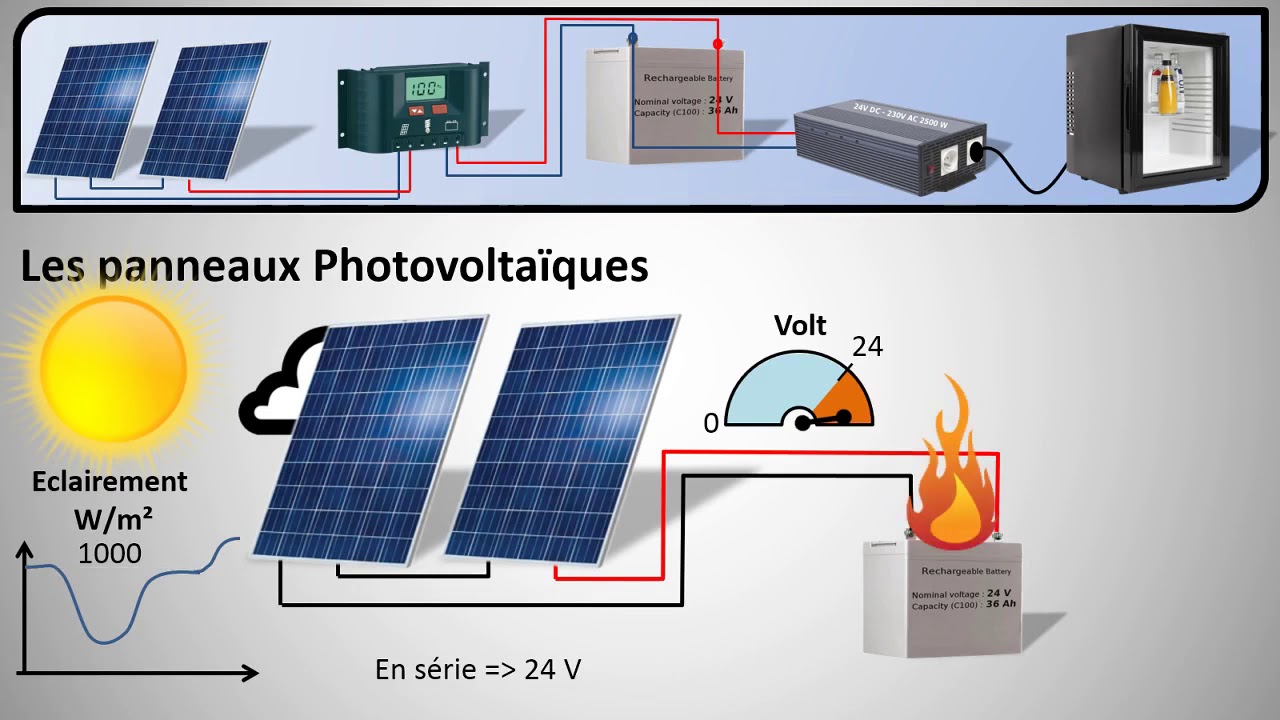 100%
Rechargeable Battery
Nominal voltage : 24 V
Capacity (C100) : 36 Ah
24V DC - 230V AC 2500 W
Les panneaux Photovoltaïques
Volt
24
0
Eclairement
W/m²
1000
Rechargeable Battery
Nominal voltage : 24 V
Capacity (C100) : 36 Ah
En série => 24 V